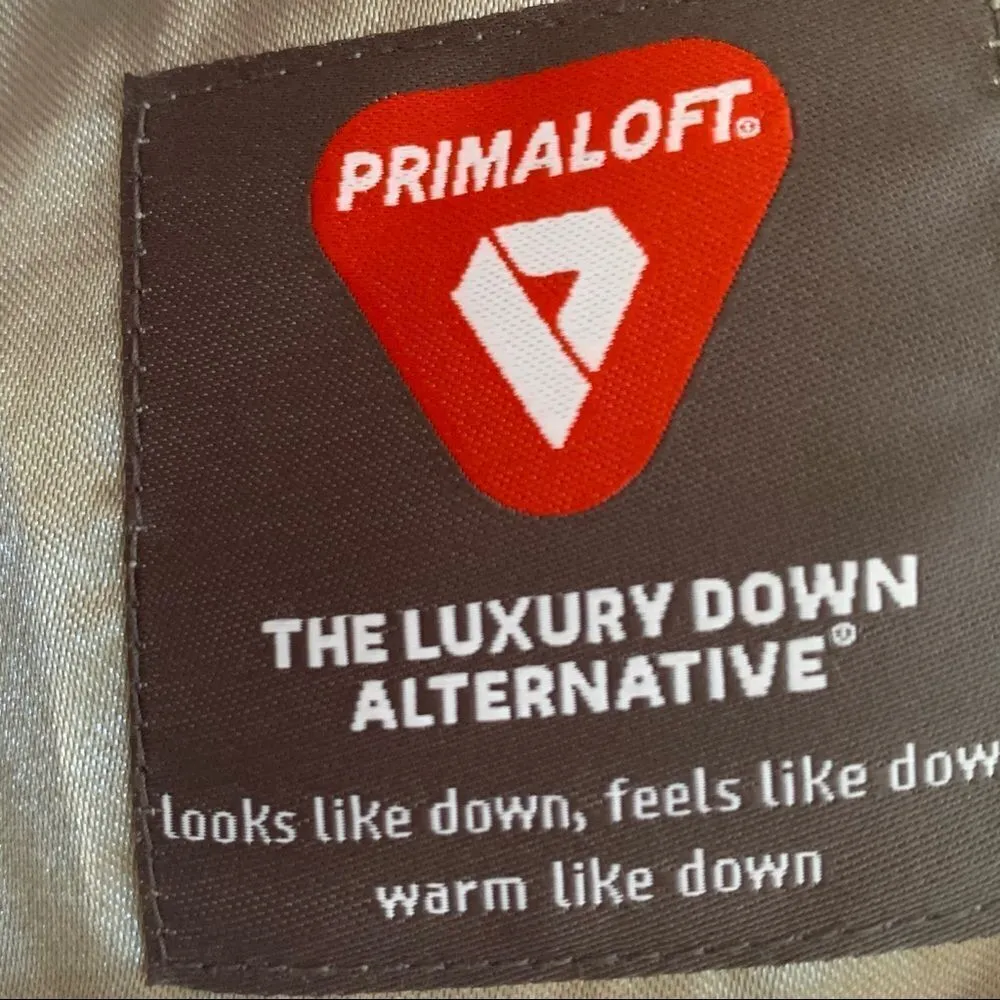 PRIMALOFT®
THE LUXURY DOWN
ALTERNATIVE®
looks like down, feels like dow
warm like down